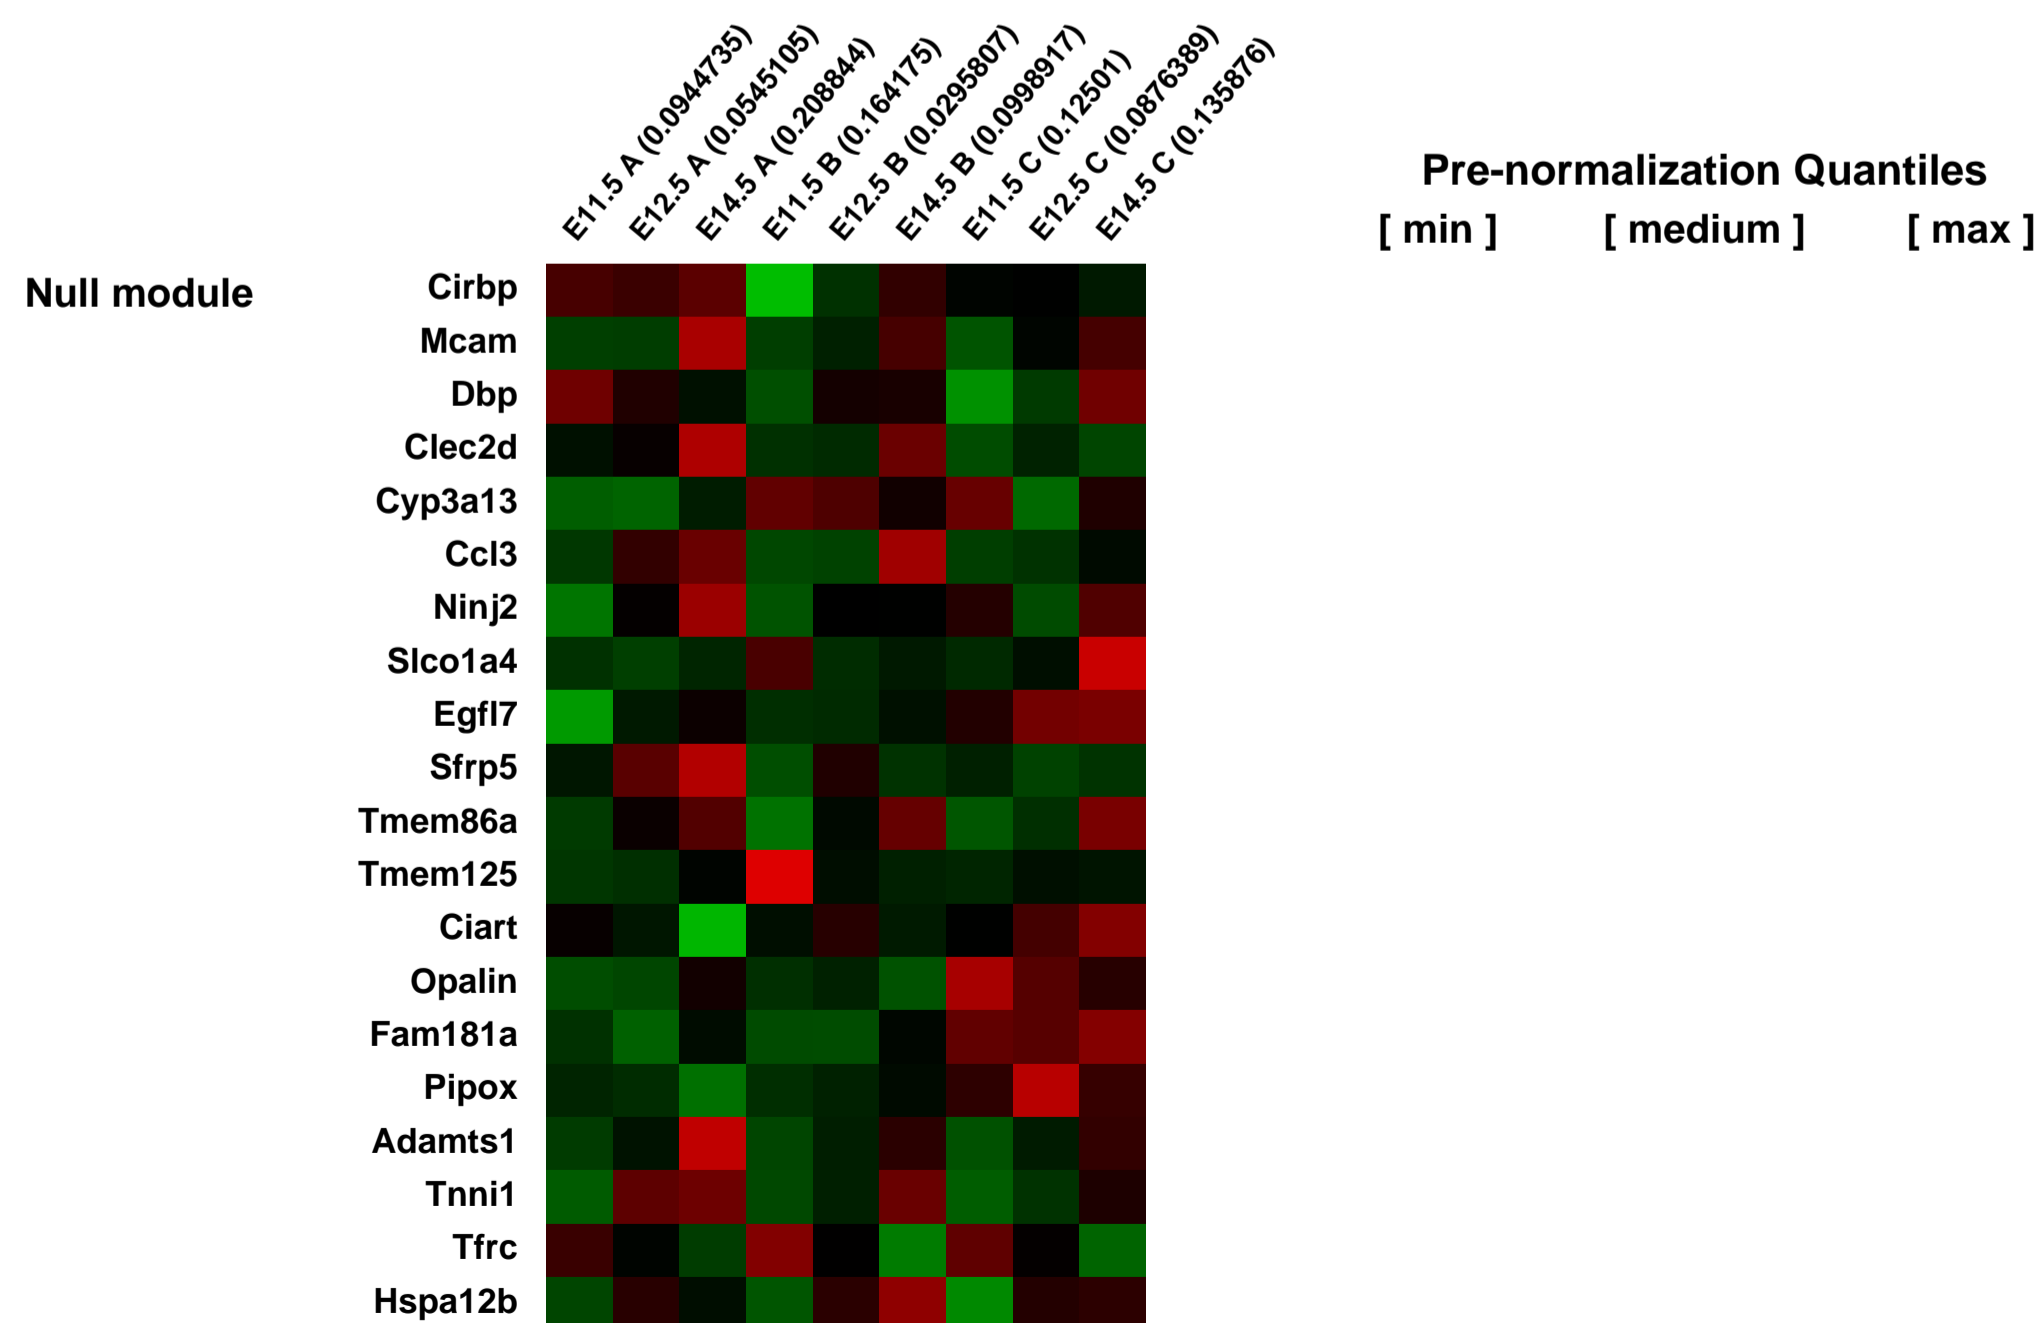 E11.5 A (0.0944735)
E12.5 A (0.0545105)
E14.5 A (0.208844)
E11.5 B (0.164175)
E12.5 B (0.0295807)
E14.5 B (0.0998917)
E11.5 C (0.12501)
E12.5 C (0.0876389)
E14.5 C (0.135876)
Pre-normalization Quantiles
[ min ] [ medium ] [ max ]
Null module
Cirbp
Mcam
Dbp
Clec2d
Cyp3a13
Ccl3
Ninj2
Slco1a4
Egfl7
Sfrp5
Tmem86a
Tmem125
Ciart
Opalin
Fam181a
Pipox
Adamts1
Tnni1
Tfrc
Hspa12b